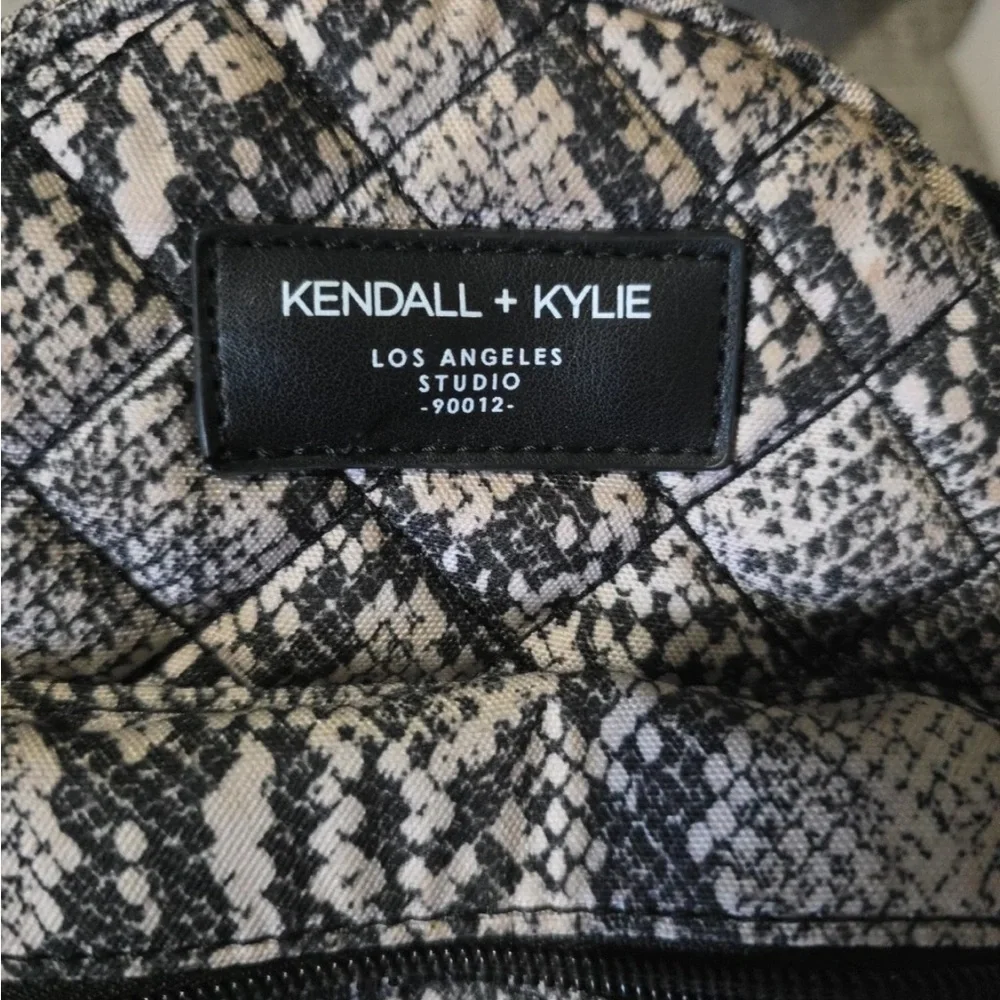 KENDALL + KYLIE
LOS ANGELES
STUDIO
-90012-